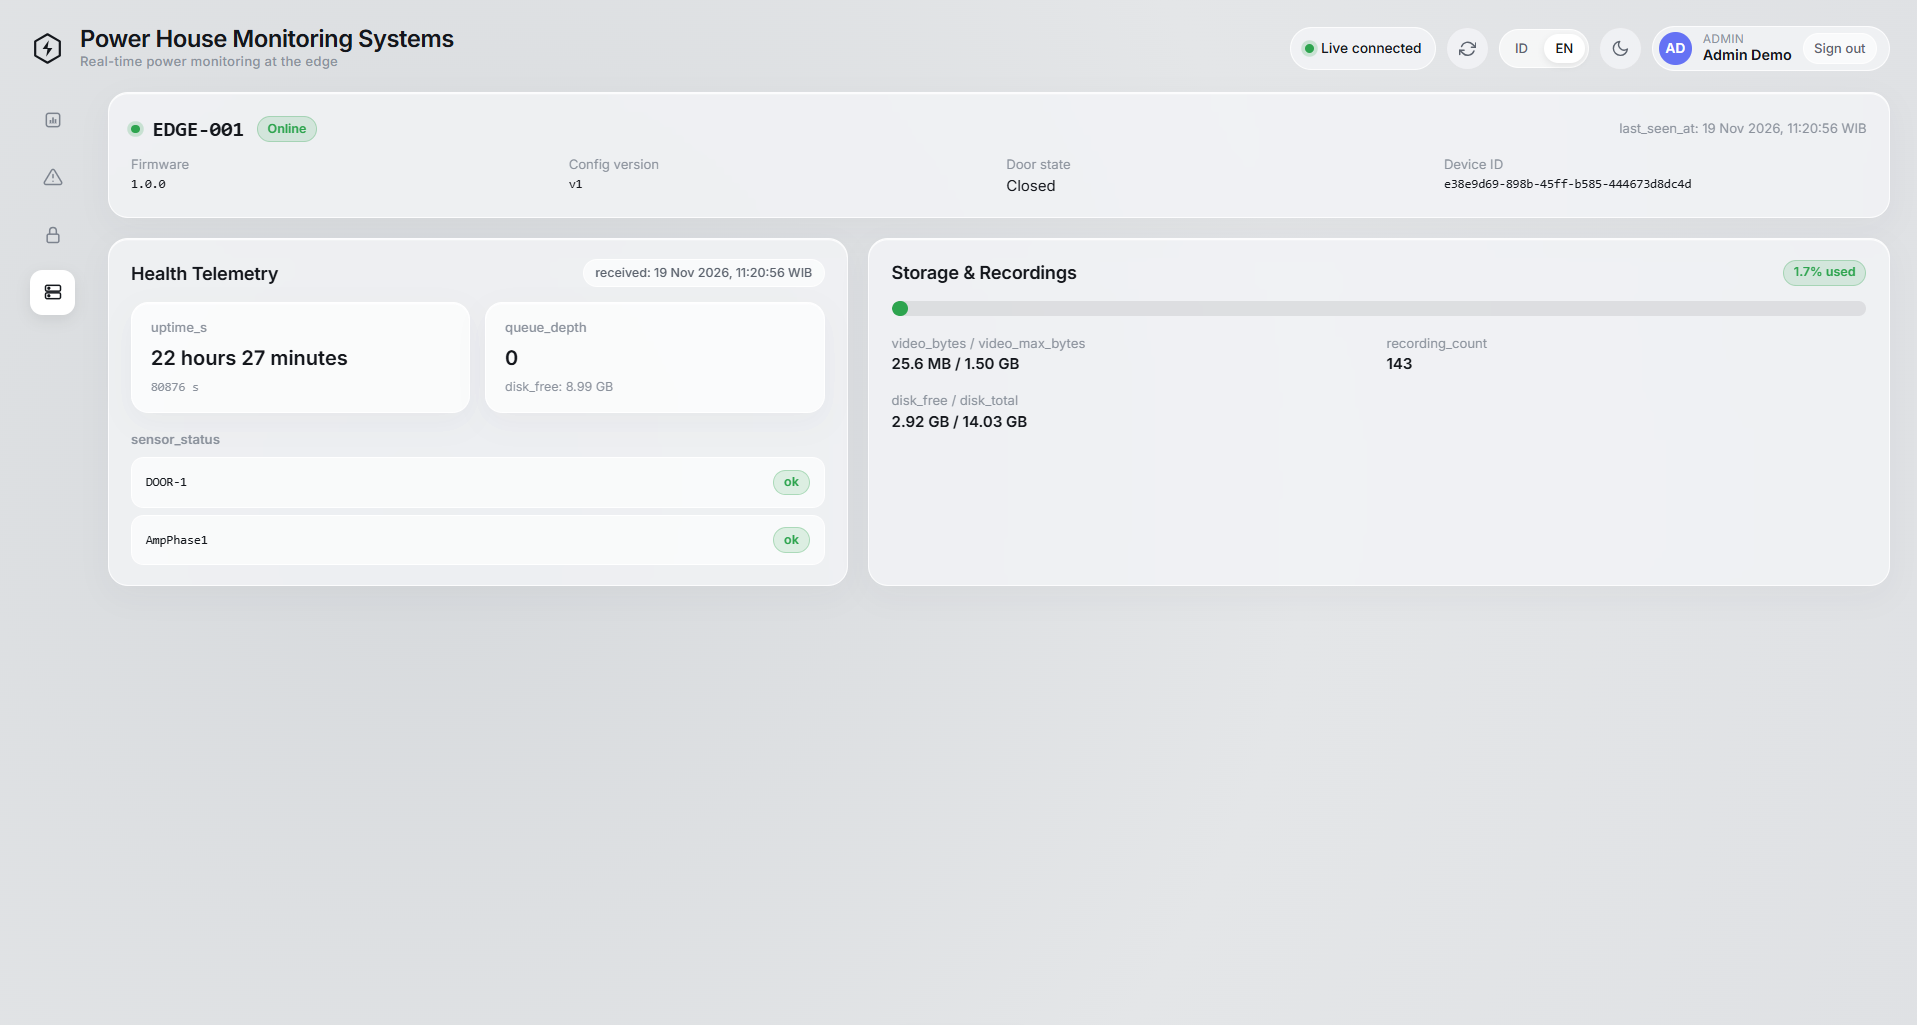 Power House Monitoring Systems
Real-time power monitoring at the edge
Live connected
ID
EN
AD
ADMIN
Admin Demo
Sign out
EDGE-001
Online
last_seen_at: 19 Nov 2026, 11:20:56 WIB
Firmware
1.0.0
Config version
v1
Door state
Closed
Device ID
e38e9d69-898b-45ff-b585-444673d8dc4d
Health Telemetry
received: 19 Nov 2026, 11:20:56 WIB
uptime_s
22 hours 27 minutes
80876 s
queue_depth
0
disk_free: 8.99 GB
sensor_status
DOOR-1
ok
AmpPhase1
ok
Storage & Recordings
1.7% used
video_bytes / video_max_bytes
25.6 MB / 1.50 GB
recording_count
143
disk_free / disk_total
2.92 GB / 14.03 GB